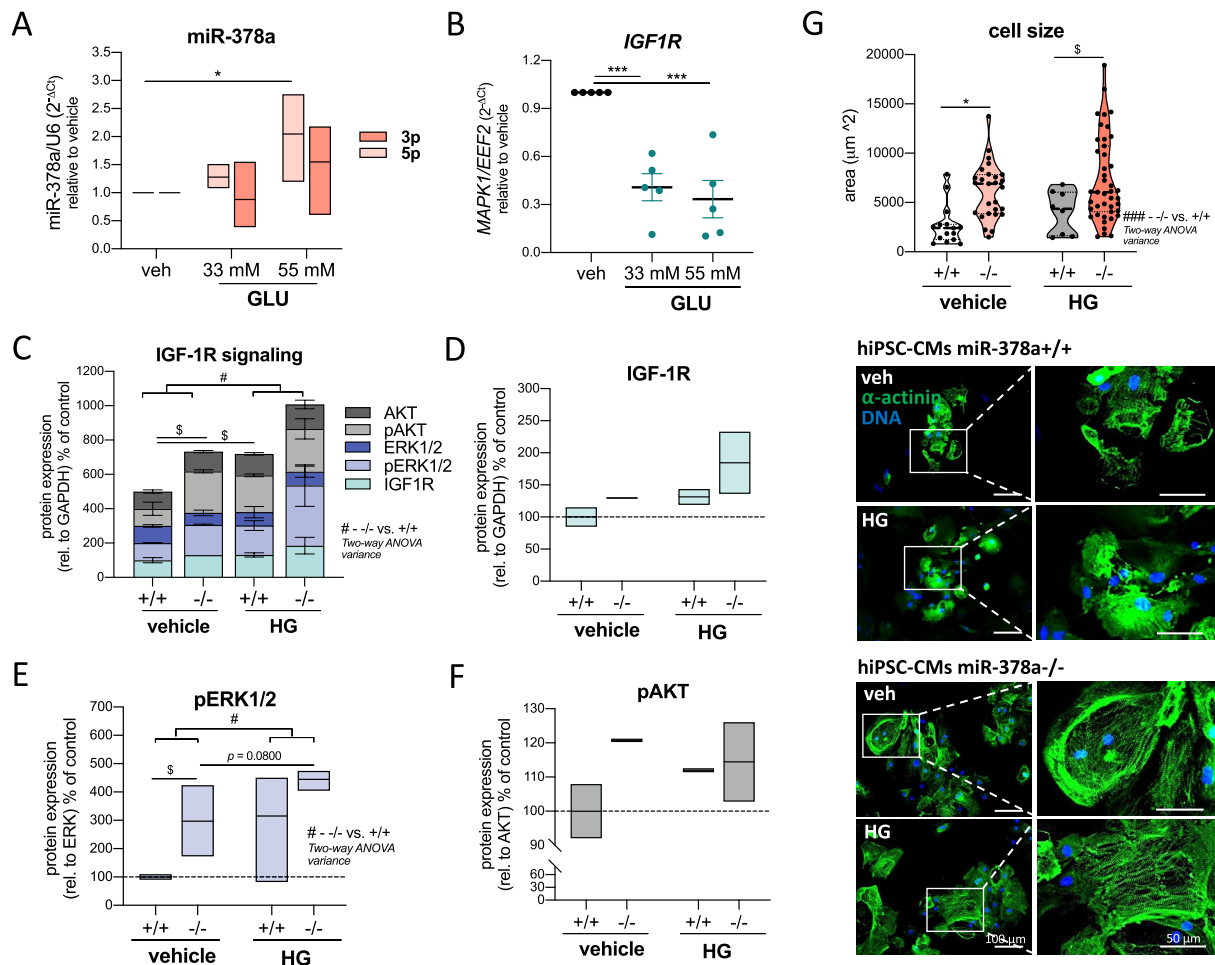 A
miR-378a
miR-378a/U6 (2^-ΔCt)
relative to vehicle
3.5
3.0
2.5
2.0
1.5
1.0
0.5
0.0
*
3p
5p
veh
33 mM
55 mM
GLU
B
IGF1R
MAPK1/EEF2 (2^-ΔCt)
relative to vehicle
1.2
0.9
0.6
0.3
0.0
***
***
veh
33 mM
55 mM
GLU
G
cell size
area (μm ^2)
20000
15000
10000
5000
0
*
$
### - -/- vs. +/+
Two-way ANOVA
variance
+/+
-/-
+/+
-/-
vehicle
HG
C
IGF-1R signaling
protein expression
(rel. to GAPDH) % of control
1200
1000
800
600
400
200
0
#
$
$
AKT
pAKT
ERK1/2
pERK1/2
IGF1R
# - -/- vs. +/+
Two-way ANOVA
variance
+/+
-/-
+/+
-/-
vehicle
HG
D
IGF-1R
protein expression
(rel. to GAPDH) % of control
300
250
200
150
100
50
0
+/+
-/-
+/+
-/-
vehicle
HG
hiPSC-CMs miR-378a+/+
veh
α-actinin
DNA
HG
E
pERK1/2
protein expression
(rel. to ERK) % of control
700
600
500
400
300
200
100
0
#
p = 0.0800
$
# - -/- vs. +/+
Two-way ANOVA
variance
+/+
-/-
+/+
-/-
vehicle
HG
F
pAKT
protein expression
(rel. to AKT) % of control
130
120
110
100
90
60
30
0
+/+
-/-
+/+
-/-
vehicle
HG
hiPSC-CMs miR-378a-/-
veh
HG
100 μm
50 μm